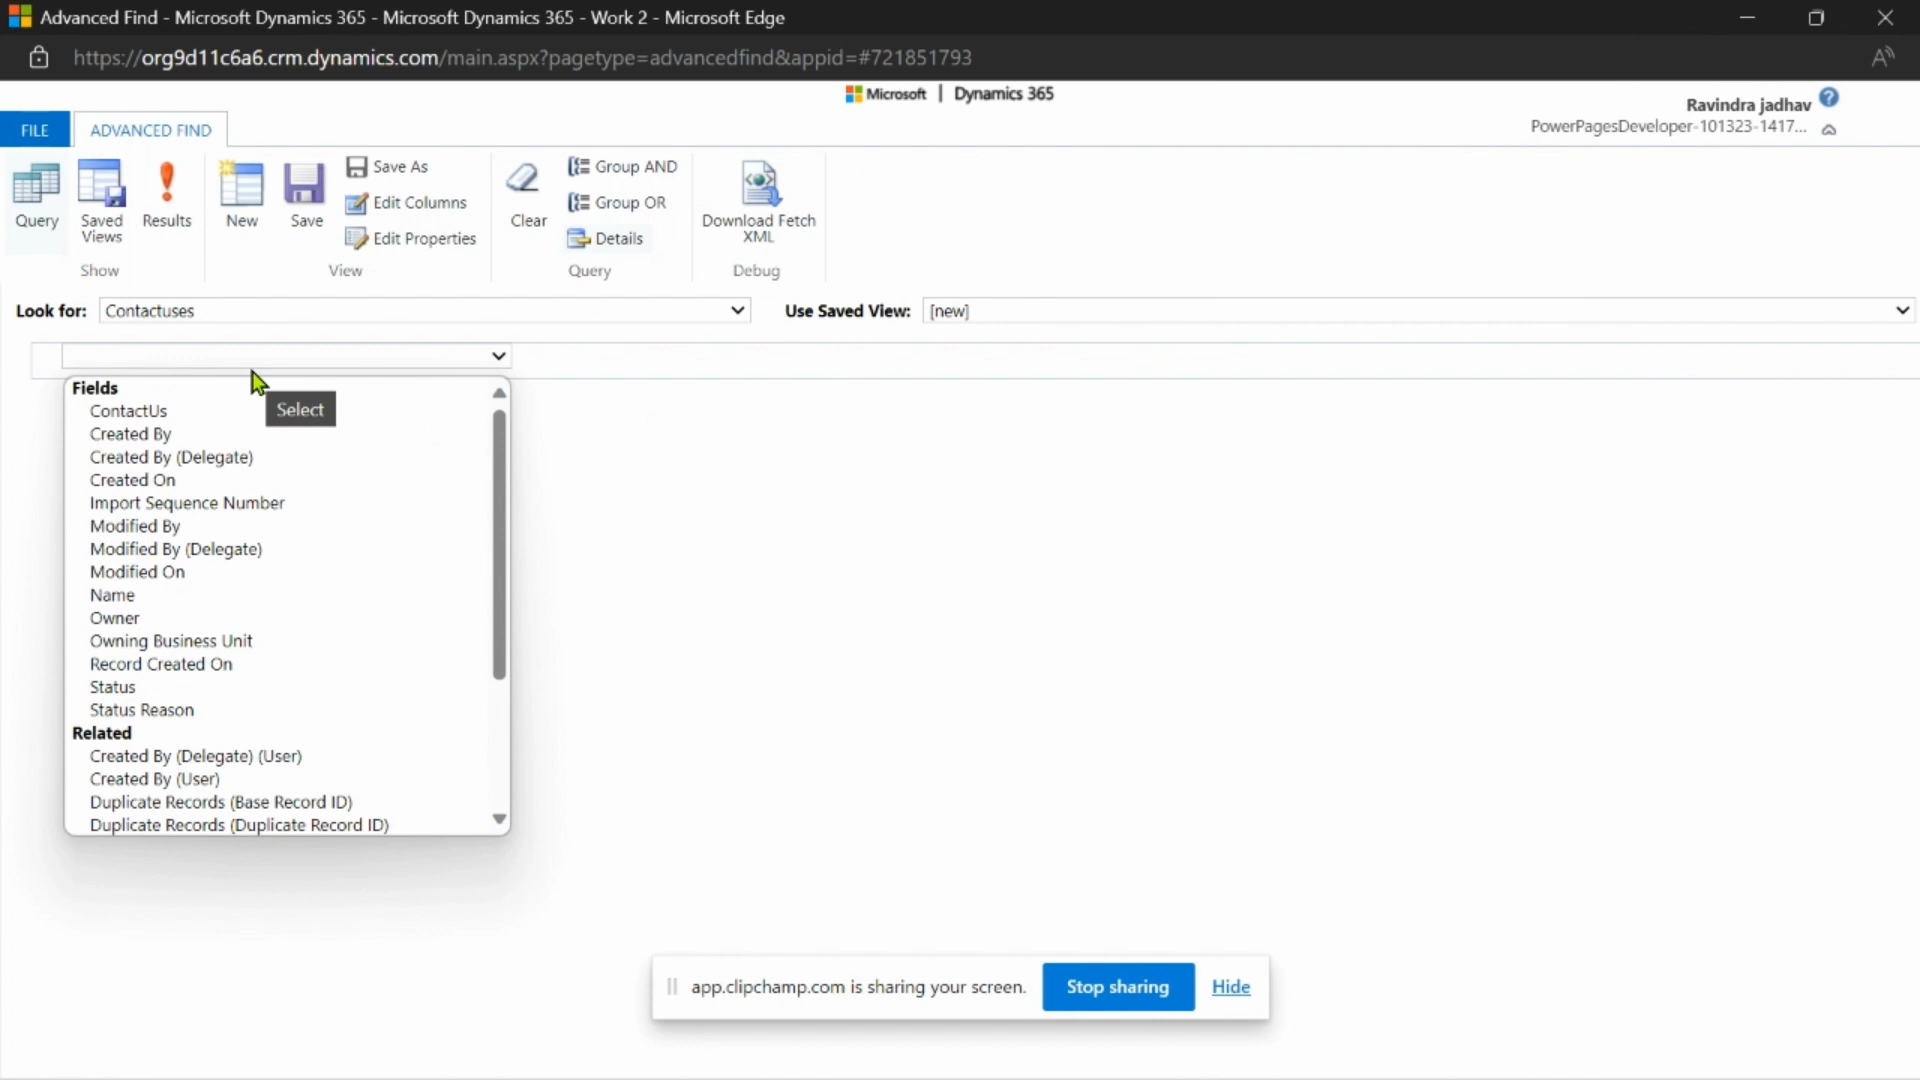 Advanced Find - Microsoft Dynamics 365 - Microsoft Dynamics 365 - Work 2 - Microsoft Edge
https://org9d11c6a6.crm.dynamics.com/main.aspx?pagetype=advancedfind&appid=#721851793
Microsoft | Dynamics 365
Ravindra jadhav
PowerPagesDeveloper-101323-1417...
FILE
ADVANCED FIND
Query
Saved Views
Results
Show
New
Save
Save As
Edit Columns
Edit Properties
View
Clear
Group AND
Group OR
Details
Query
Download Fetch XML
Debug
Look for:
Contactuses
Use Saved View:
[new]
Fields
Select
ContactUs
Created By
Created By (Delegate)
Created On
Import Sequence Number
Modified By
Modified By (Delegate)
Modified On
Name
Owner
Owning Business Unit
Record Created On
Status
Status Reason
Related
Created By (Delegate) (User)
Created By (User)
Duplicate Records (Base Record ID)
Duplicate Records (Duplicate Record ID)
app.clipchamp.com is sharing your screen.
Stop sharing
Hide